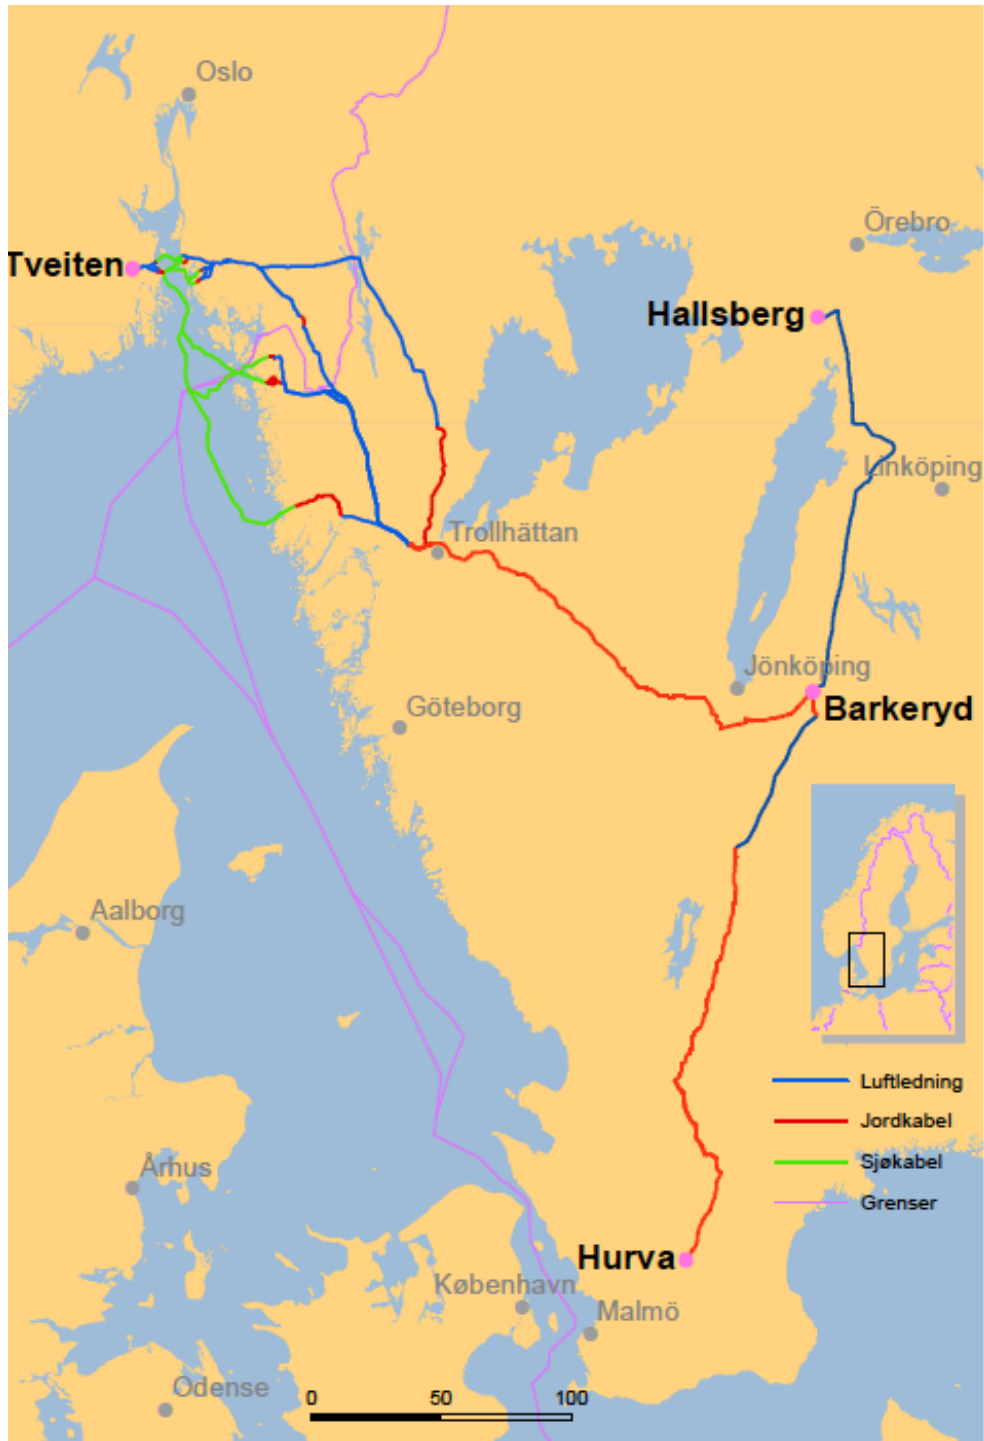 Oslo
Örebro
Tveiten
Hallsberg
Linköping
Trollhättan
Jönköping
Göteborg
Barkeryd
Aalborg
Luftledning
Jordkabel
Århus
Sjøkabel
Grenser
Hurva
København
Malmö
Odense
0 50 100